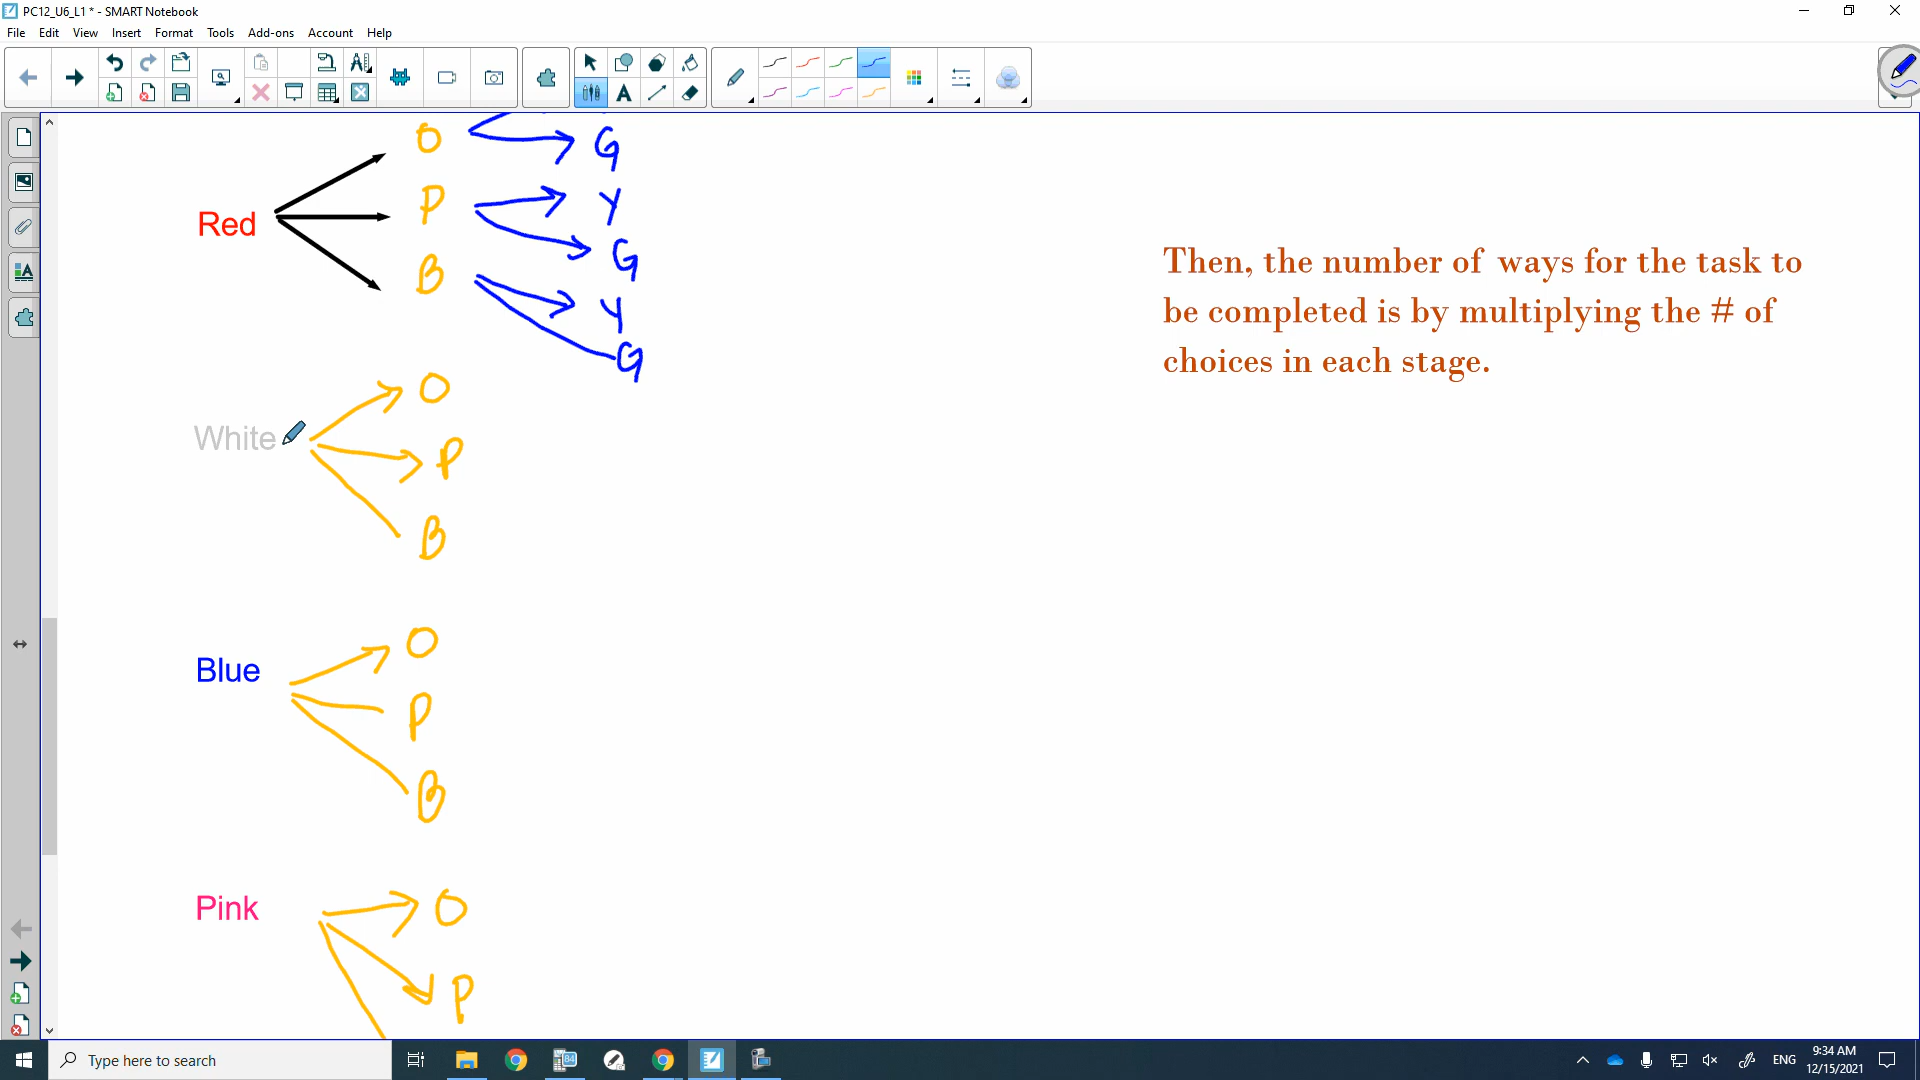 PC12_U6_L1 * - SMART Notebook
File Edit View Insert Format Tools Add-ons Account Help
O G
Red P Y
G
B Y
G
Then, the number of ways for the task to
be completed is by multiplying the # of
choices in each stage.
O
White P
B
O
Blue P
B
Pink O
P
Type here to search
84
ENG
9:34 AM
12/15/2021